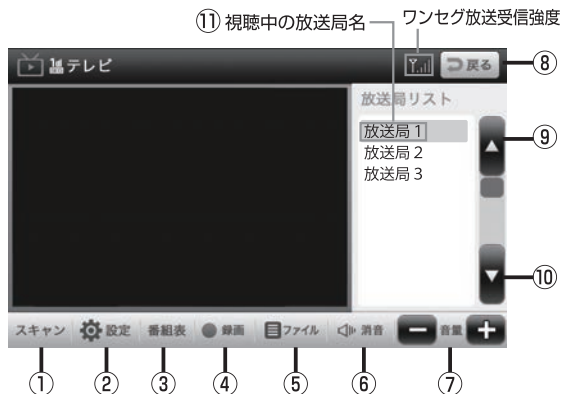 ⑪ 視聴中の放送局名
ワンセグ放送受信強度
テレビ
戻る
⑧
放送局リスト
放送局1
放送局2
放送局3
⑨
⑩
スキャン 設定 番組表 録画 ファイル 消音 音量
① ② ③ ④ ⑤ ⑥ ⑦